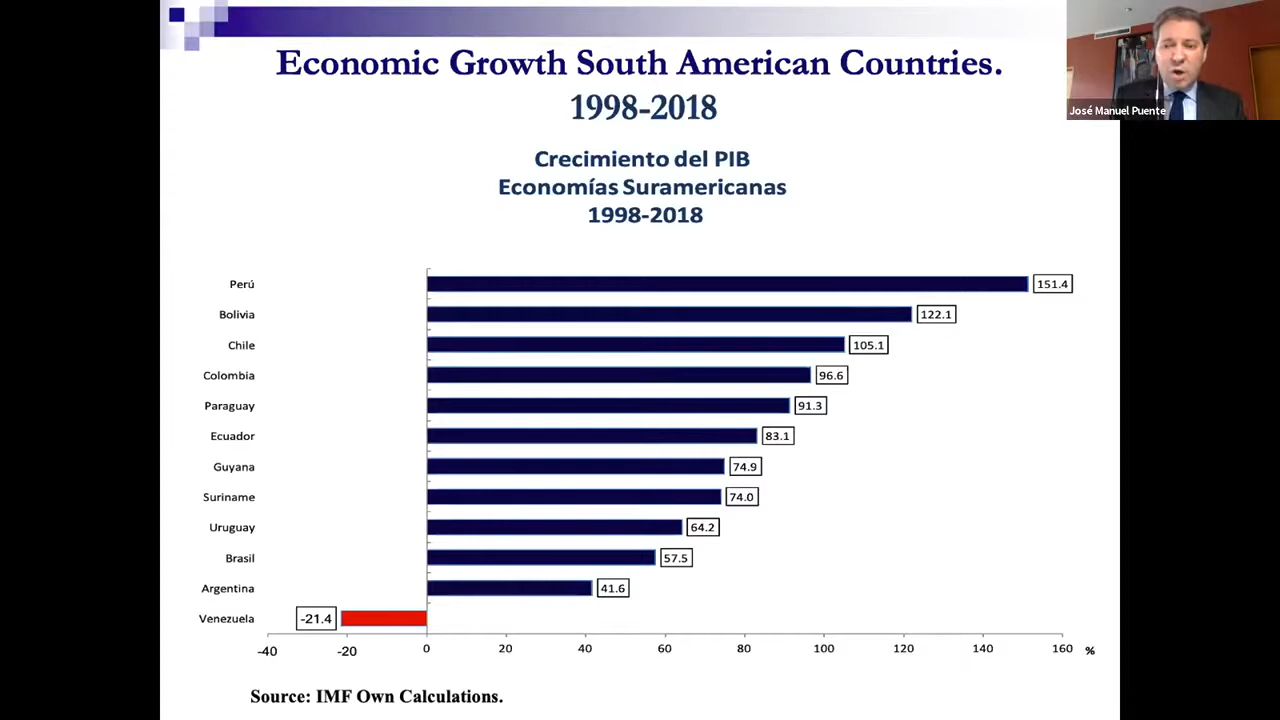 Economic Growth South American Countries.
1998-2018
José Manuel Puente
Crecimiento del PIB
Economías Suramericanas
1998-2018
Perú 151.4
Bolivia 122.1
Chile 105.1
Colombia 96.6
Paraguay 91.3
Ecuador 83.1
Guyana 74.9
Suriname 74.0
Uruguay 64.2
Brasil 57.5
Argentina 41.6
Venezuela -21.4
-40 -20 0 20 40 60 80 100 120 140 160 %
Source: IMF Own Calculations.